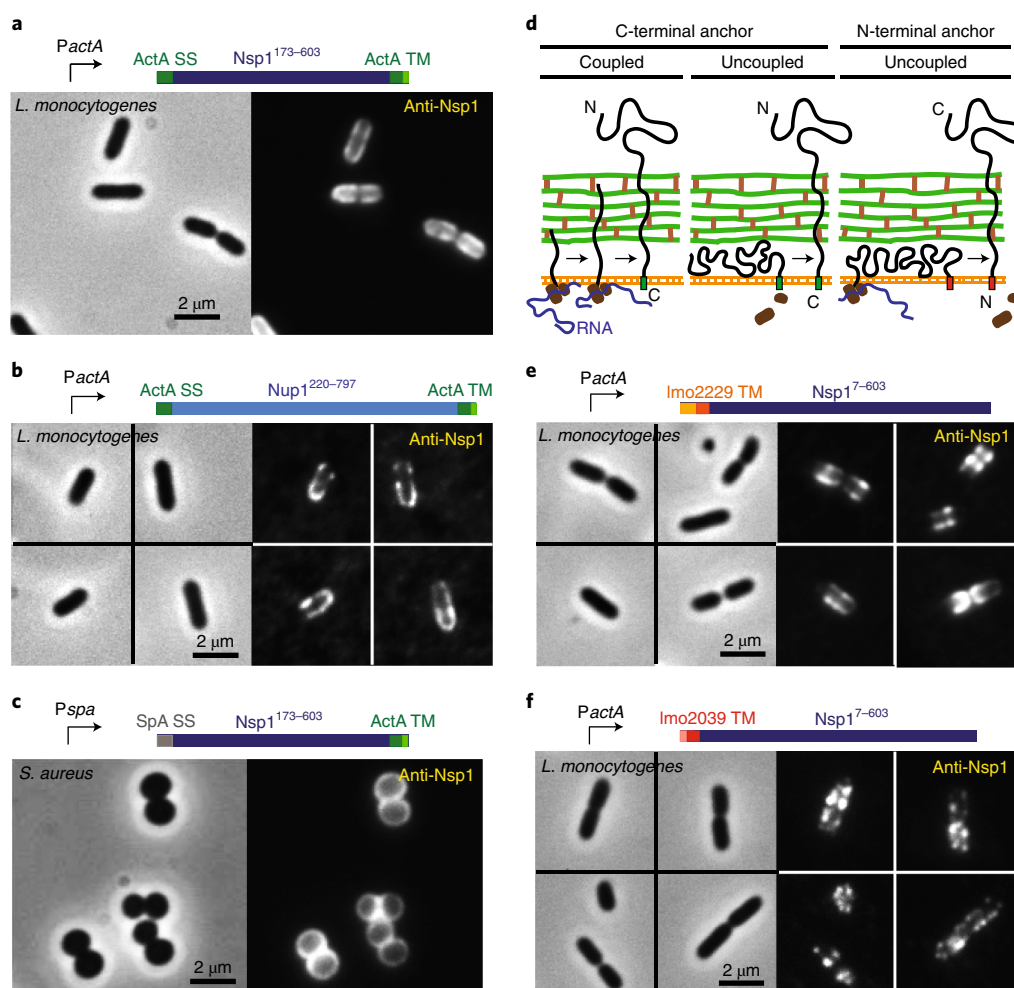 a
PactA
ActA SS
Nsp1173–603
ActA TM
L. monocytogenes
Anti-Nsp1
2 μm
b
PactA
ActA SS
Nup1220–797
ActA TM
L. monocytogenes
Anti-Nsp1
2 μm
c
Pspa
SpA SS
Nsp1173–603
ActA TM
S. aureus
Anti-Nsp1
2 μm
d
C-terminal anchor
N-terminal anchor
Coupled
Uncoupled
Uncoupled
N
N
C
C
C
N
RNA
e
PactA
lmo2229 TM
Nsp17–603
L. monocytogenes
Anti-Nsp1
2 μm
f
PactA
lmo2039 TM
Nsp17–603
L. monocytogenes
Anti-Nsp1
2 μm